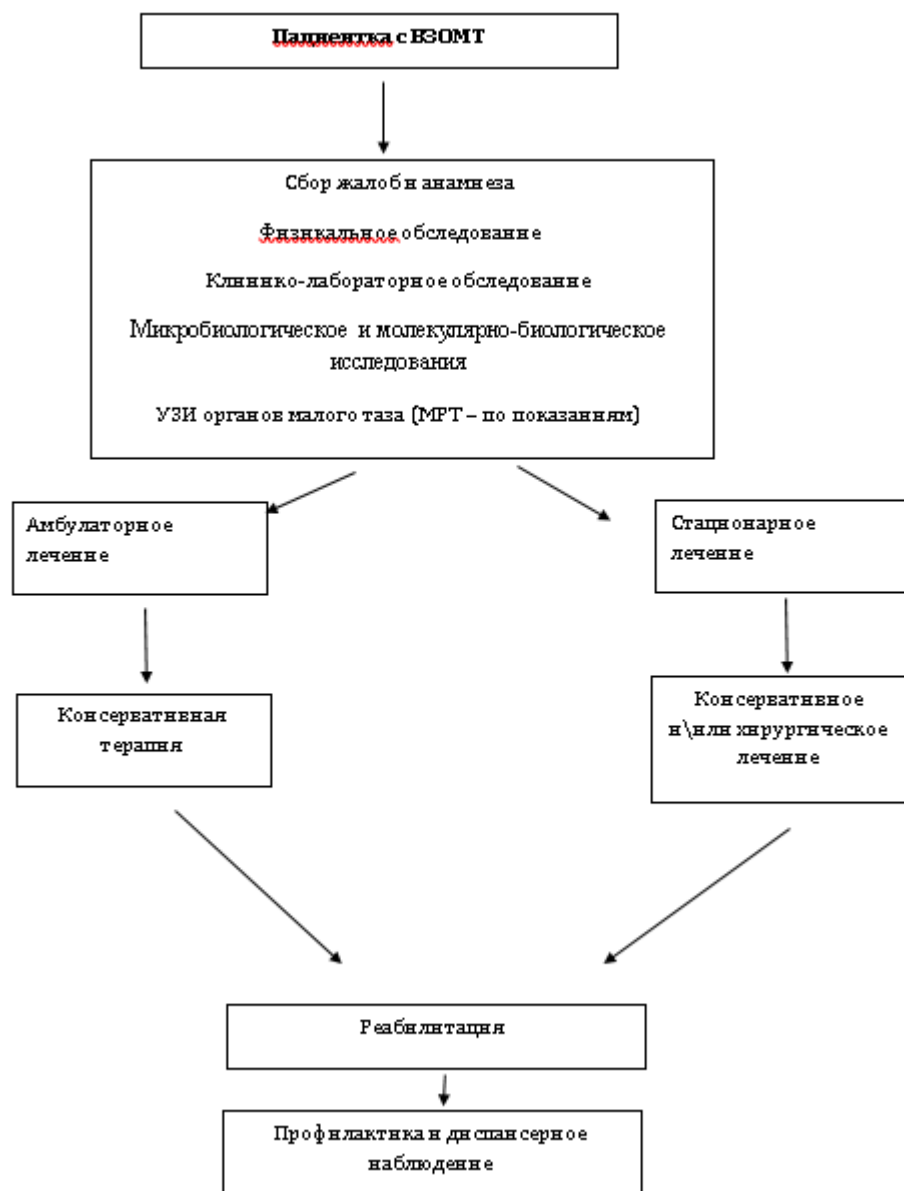 Пациентка с ВЗОМТ
Сбор жалоб и анамнеза
Физикальное обследование
Клинико-лабораторное обследование
Микробиологическое и молекулярно-биологическое
исследования
УЗИ органов малого таза (МРТ – по показаниям)
Амбулаторное
лечение
Стационарное
лечение
Консервативная
терапия
Консервативное
и\или хирургическое
лечение
Реабилитация
Профилактика и диспансерное
наблюдение